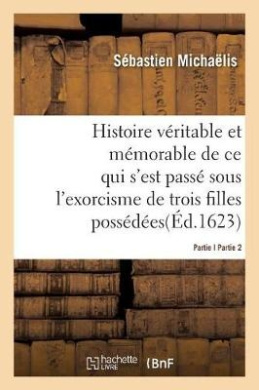 Sébastien Michaëlis
Histoire véritable et mémorable de ce
qui s'est passé sous
l'exorcisme de trois filles
possédées(Éd.1623)
Partie I Partie 2
hachette
LIVRE
{BnF